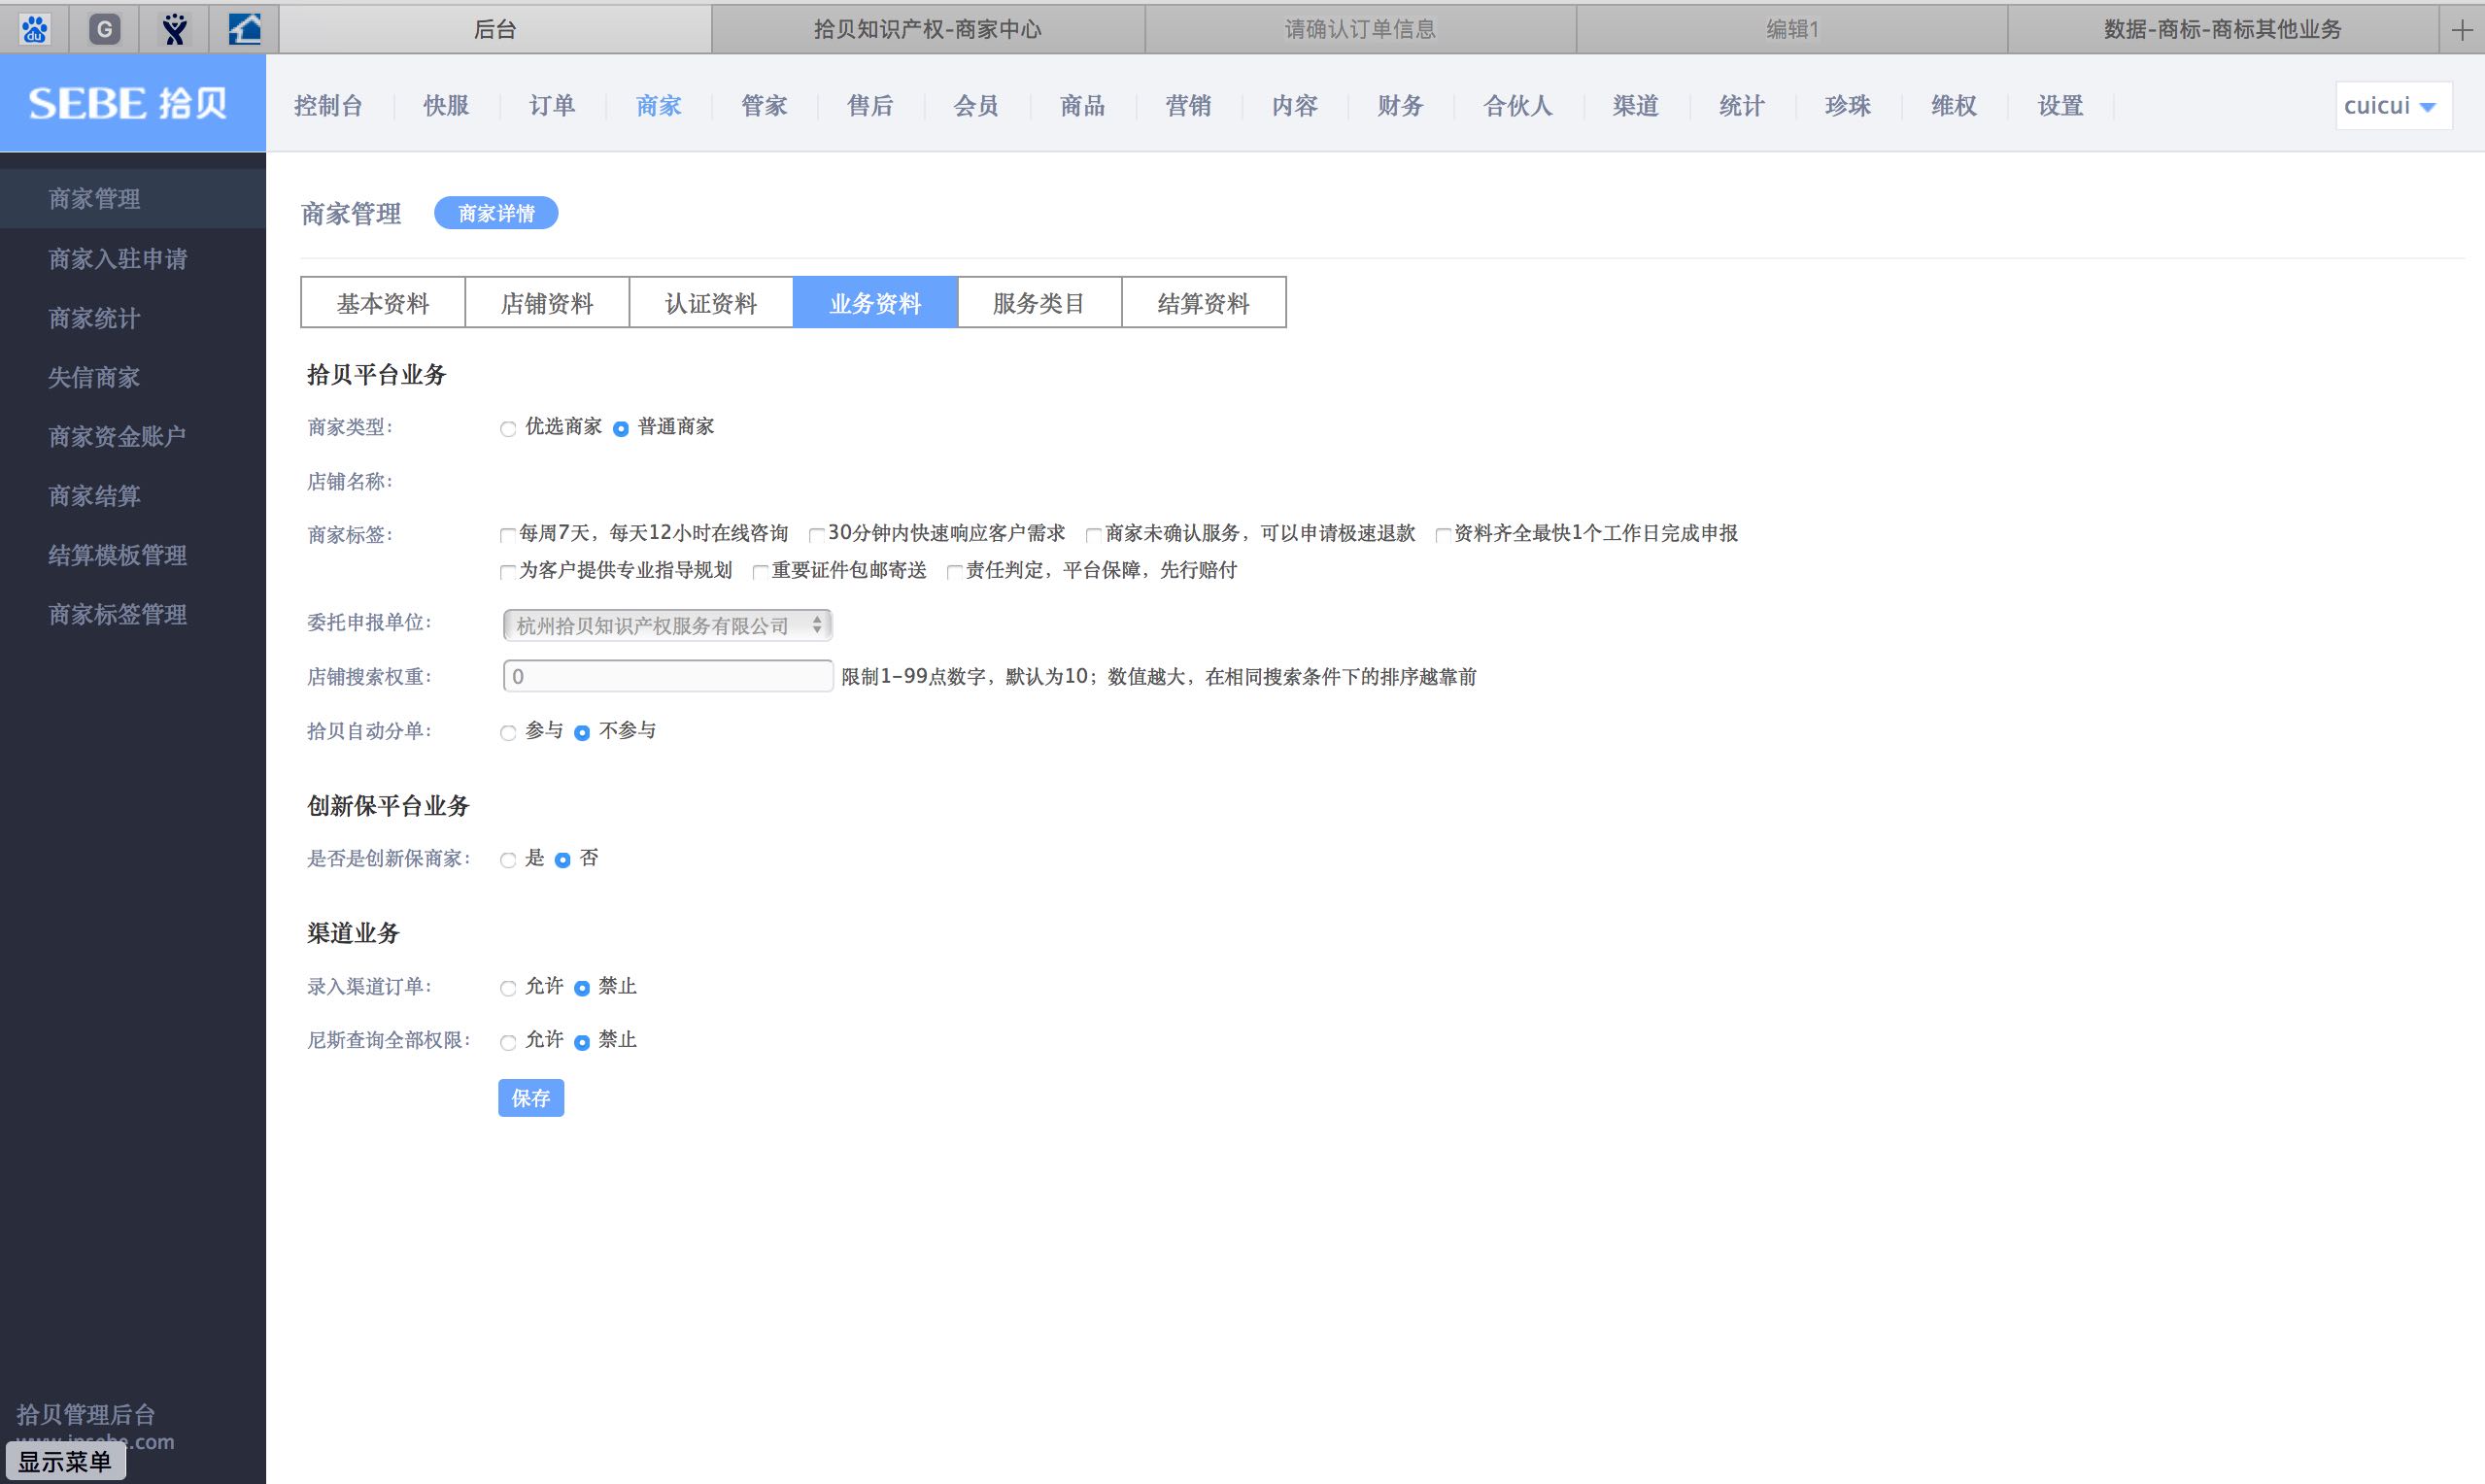 后台 拾贝知识产权-商家中心 请确认订单信息 编辑1 数据-商标-商标其他业务
SEBE 拾贝
控制台 快服 订单 商家 管家 售后 会员 商品 营销 内容 财务 合伙人 渠道 统计 珍珠 维权 设置 cuicui
商家管理
商家入驻申请
商家统计
失信商家
商家资金账户
商家结算
结算模板管理
商家标签管理
商家管理 商家详情
基本资料 店铺资料 认证资料 业务资料 服务类目 结算资料
拾贝平台业务
商家类型: 优选商家 普通商家
店铺名称:
商家标签: 每周7天，每天12小时在线咨询 30分钟内快速响应客户需求 商家未确认服务，可以申请极速退款 资料齐全最快1个工作日完成申报
为客户提供专业指导规划 重要证件包邮寄送 责任判定，平台保障，先行赔付
委托申报单位: 杭州拾贝知识产权服务有限公司
店铺搜索权重: 0 限制1-99点数字，默认为10；数值越大，在相同搜索条件下的排序越靠前
拾贝自动分单: 参与 不参与
创新保平台业务
是否是创新保商家: 是 否
渠道业务
录入渠道订单: 允许 禁止
尼斯查询全部权限: 允许 禁止
保存
拾贝管理后台
.com
显示菜单